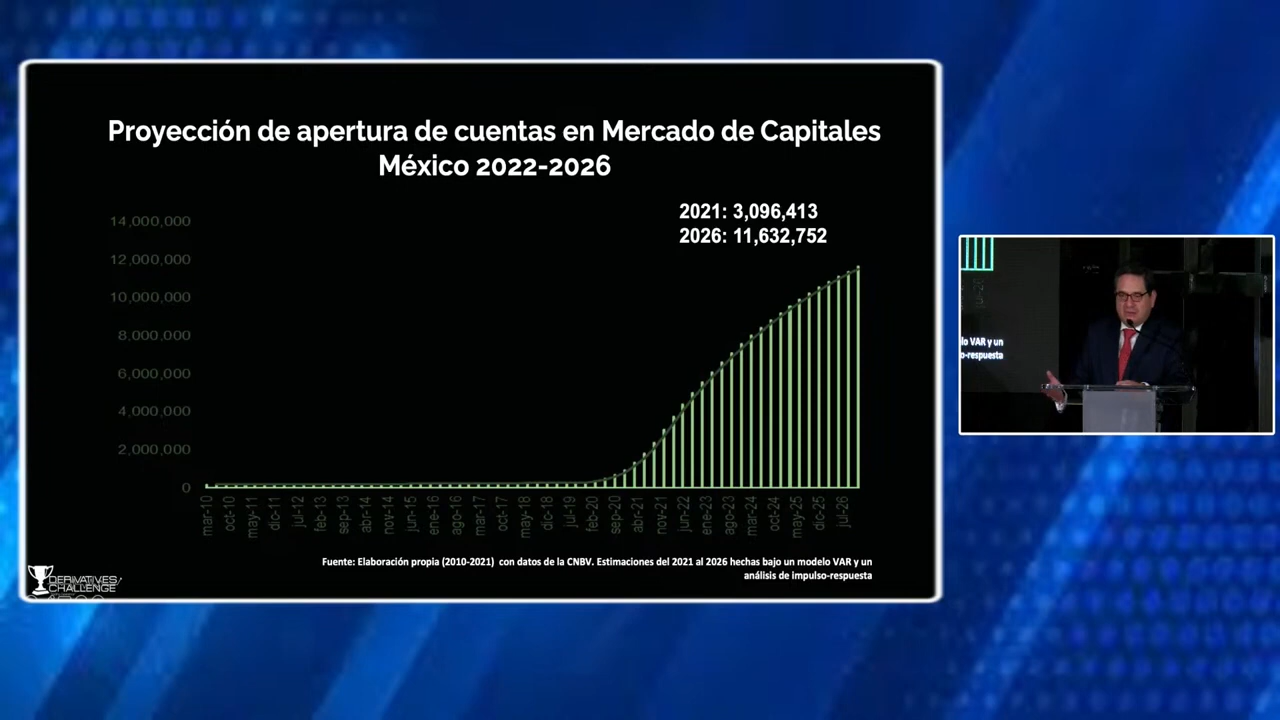 Proyección de apertura de cuentas en Mercado de Capitales
México 2022-2026
2021: 3,096,413
2026: 11,632,752
14,000,000
12,000,000
10,000,000
8,000,000
6,000,000
4,000,000
2,000,000
0
mar-10
oct-10
may-11
dic-11
jul-12
feb-13
sep-13
abr-14
nov-14
jun-15
ene-16
ago-16
mar-17
oct-17
may-18
dic-18
jul-19
feb-20
sep-20
abr-21
nov-21
jun-22
ene-23
ago-23
mar-24
oct-24
may-25
dic-25
jul-26
Fuente: Elaboración propia (2010-2021) con datos de la CNBV. Estimaciones del 2021 al 2026 hechas bajo un modelo VAR y un
análisis de impulso-respuesta
DERIVATIVES
CHALLENGE
lo VAR y un
o-respuesta